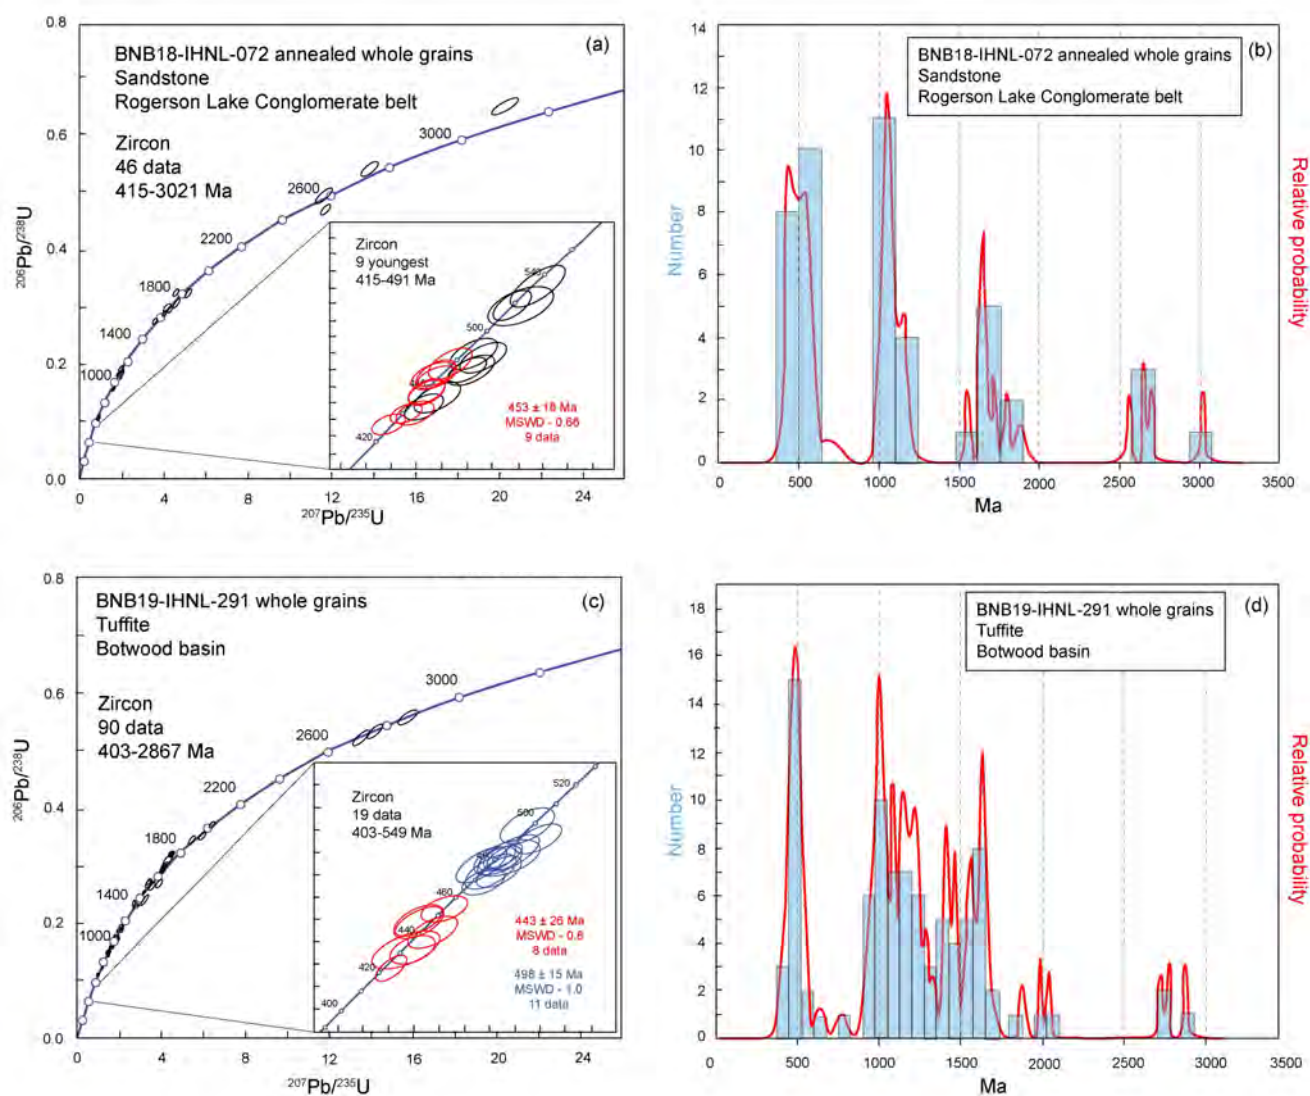 BNB18-IHNL-072 annealed whole grains
(a)
Sandstone
Rogerson Lake Conglomerate belt
Zircon
46 data
415-3021 Ma
0.8
0.6
0.4
0.2
0.0
206Pb/238U
1000
1400
1800
2200
2600
3000
Zircon
9 youngest
415-491 Ma
420
500
540
453 ± 18 Ma
MSWD - 0.66
9 data
0 4 8 12 16 20 24
207Pb/235U
BNB18-IHNL-072 annealed whole grains
(b)
Sandstone
Rogerson Lake Conglomerate belt
14
12
10
8
6
4
2
0
Number
Relative probability
0 500 1000 1500 2000 2500 3000 3500
Ma
BNB19-IHNL-291 whole grains
(c)
Tuffite
Botwood basin
Zircon
90 data
403-2867 Ma
0.8
0.6
0.4
0.2
0.0
206Pb/238U
1000
1400
1800
2200
2600
3000
Zircon
19 data
403-549 Ma
400
420
440
460
500
520
443 ± 26 Ma
MSWD - 0.8
8 data
498 ± 15 Ma
MSWD - 1.0
11 data
0 4 8 12 16 20 24
207Pb/235U
BNB19-IHNL-291 whole grains
(d)
Tuffite
Botwood basin
18
16
14
12
10
8
6
4
2
0
Number
Relative probability
0 500 1000 1500 2000 2500 3000 3500
Ma